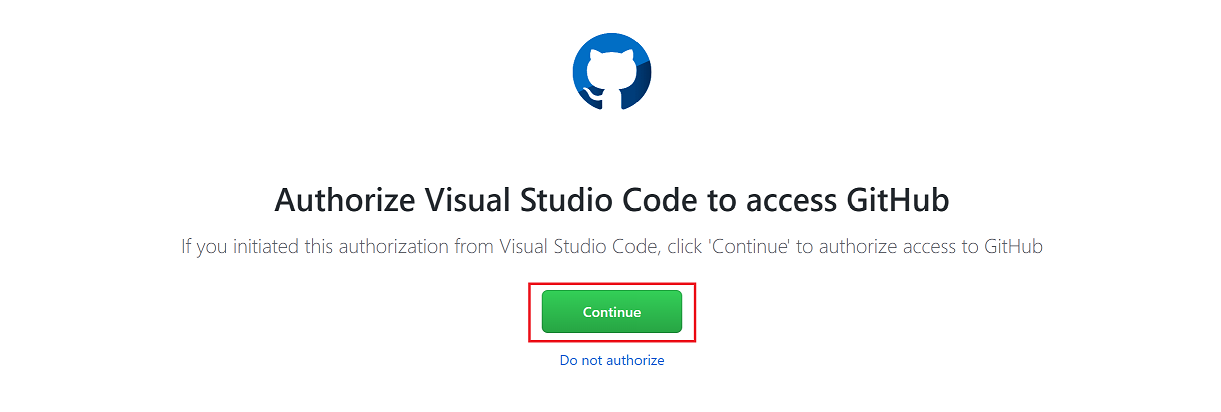 Authorize Visual Studio Code to access GitHub
If you initiated this authorization from Visual Studio Code, click 'Continue' to authorize access to GitHub
Continue
Do not authorize